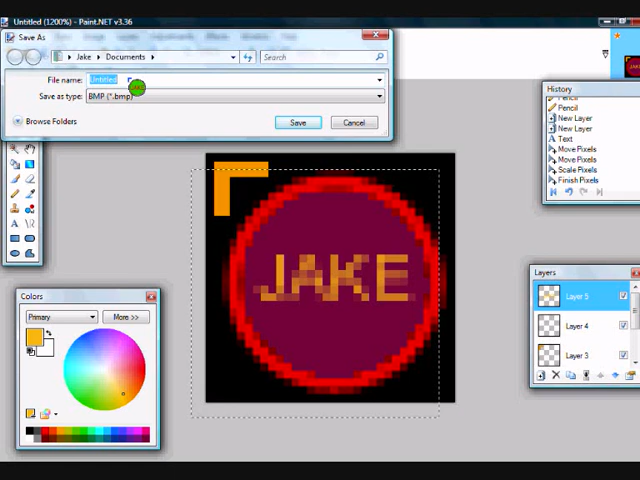 Untitled (1200%) - Paint.NET v3.36
Save As
Jake ▸ Documents ▸
Search
File name: Untitled
Save as type: BMP (*.bmp)
Browse Folders
Save
Cancel
History
Pencil
Pencil
New Layer
New Layer
Text
Move Pixels
Move Pixels
Scale Pixels
Finish Pixels
JAKE
Layers
Layer 5
Layer 4
Layer 3
Colors
Primary
More >>